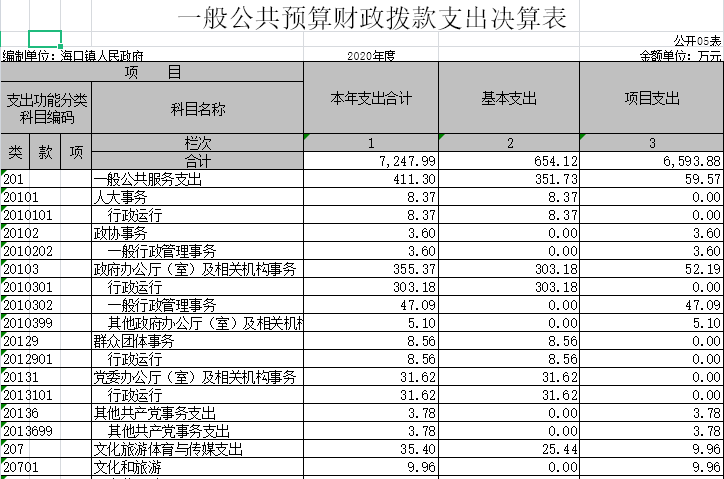 一般公共预算财政拨款支出决算表
公开05表
编制单位：海口镇人民政府 2020年度 金额单位：万元
项 目 本年支出合计 基本支出 项目支出
支出功能分类科目编码 科目名称
类 款 项 栏次 1 2 3
合计 7,247.99 654.12 6,593.88
201 一般公共服务支出 411.30 351.73 59.57
20101 人大事务 8.37 8.37 0.00
2010101 行政运行 8.37 8.37 0.00
20102 政协事务 3.60 0.00 3.60
2010202 一般行政管理事务 3.60 0.00 3.60
20103 政府办公厅（室）及相关机构事务 355.37 303.18 52.19
2010301 行政运行 303.18 303.18 0.00
2010302 一般行政管理事务 47.09 0.00 47.09
2010399 其他政府办公厅（室）及相关机 5.10 0.00 5.10
20129 群众团体事务 8.56 8.56 0.00
2012901 行政运行 8.56 8.56 0.00
20131 党委办公厅（室）及相关机构事务 31.62 31.62 0.00
2013101 行政运行 31.62 31.62 0.00
20136 其他共产党事务支出 3.78 0.00 3.78
2013699 其他共产党事务支出 3.78 0.00 3.78
207 文化旅游体育与传媒支出 35.40 25.44 9.96
20701 文化和旅游 9.96 0.00 9.96